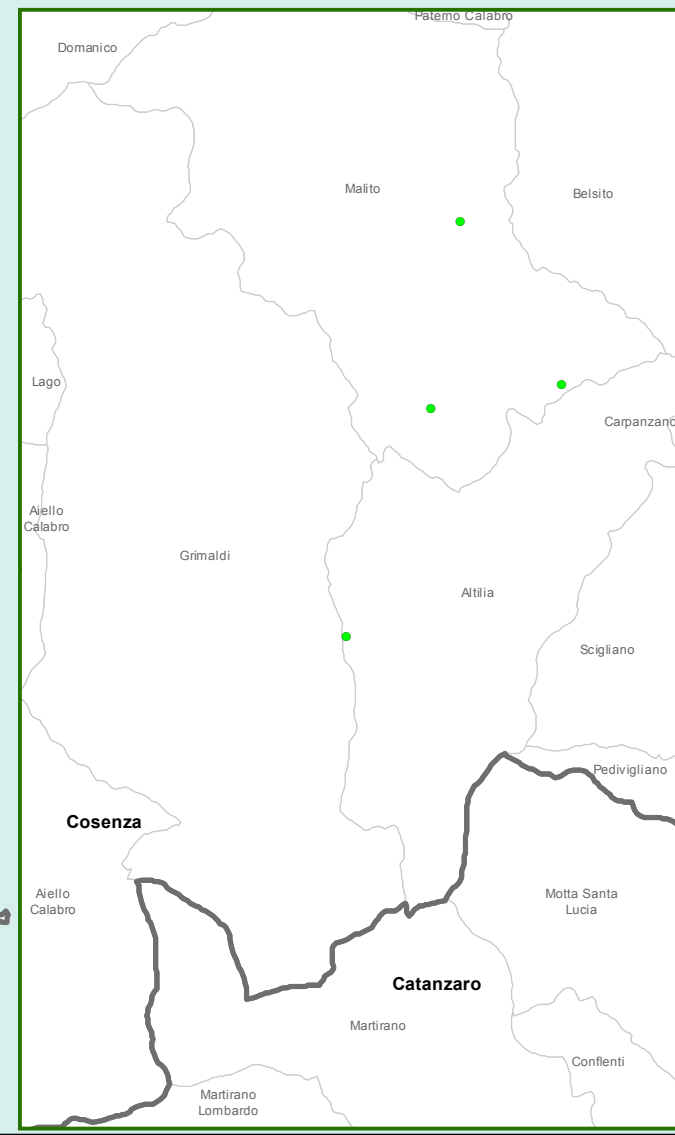 Paterno Calabro
Domanico
Malito
Belsito
Lago
Carpanzano
Aiello
Calabro
Grimaldi
Altilia
Scigliano
Pedivigliano
Cosenza
Aiello
Calabro
Motta Santa
Lucia
Catanzaro
Martirano
Conflenti
Martirano
Lombardo